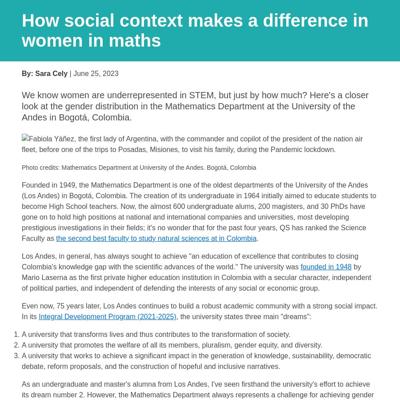 How social context makes a difference in
women in maths
By: Sara Cely | June 25, 2023
We know women are underrepresented in STEM, but just by how much? Here's a closer
look at the gender distribution in the Mathematics Department at the University of the
Andes in Bogotá, Colombia.
Fabiola Yáñez, the first lady of Argentina, with the commander and copilot of the president of the nation air
fleet, before one of the trips to Posadas, Misiones, to visit his family, during the Pandemic lockdown.
Photo credits: Mathematics Department at University of the Andes. Bogotá, Colombia
Founded in 1949, the Mathematics Department is one of the oldest departments of the University of the Andes
(Los Andes) in Bogotá, Colombia. The creation of its undergraduate in 1964 initially aimed to educate students to
become High School teachers. Now, the almost 600 undergraduate alums, 200 magisters, and 30 PhDs have
gone on to hold high positions at national and international companies and universities, most developing
prestigious investigations in their fields; it's no wonder that for the past four years, QS has ranked the Science
Faculty as the second best faculty to study natural sciences at in Colombia.
Los Andes, in general, has always sought to achieve "an education of excellence that contributes to closing
Colombia's knowledge gap with the scientific advances of the world." The university was founded in 1948 by
Mario Laserna as the first private higher education institution in Colombia with a secular character, independent
of political parties, and independent of defending the interests of any social or economic group.
Even now, 75 years later, Los Andes continues to build a robust academic community with a strong social impact.
In its Integral Development Program (2021-2025), the university states three main "dreams":
1. A university that transforms lives and thus contributes to the transformation of society.
2. A university that promotes the welfare of all its members, pluralism, gender equity, and diversity.
3. A university that works to achieve a significant impact in the generation of knowledge, sustainability, democratic
debate, reform proposals, and the construction of hopeful and inclusive narratives.
As an undergraduate and master's alumna from Los Andes, I've seen firsthand the university's effort to achieve
its dream number 2. However, the Mathematics Department always represents a challenge for achieving gender